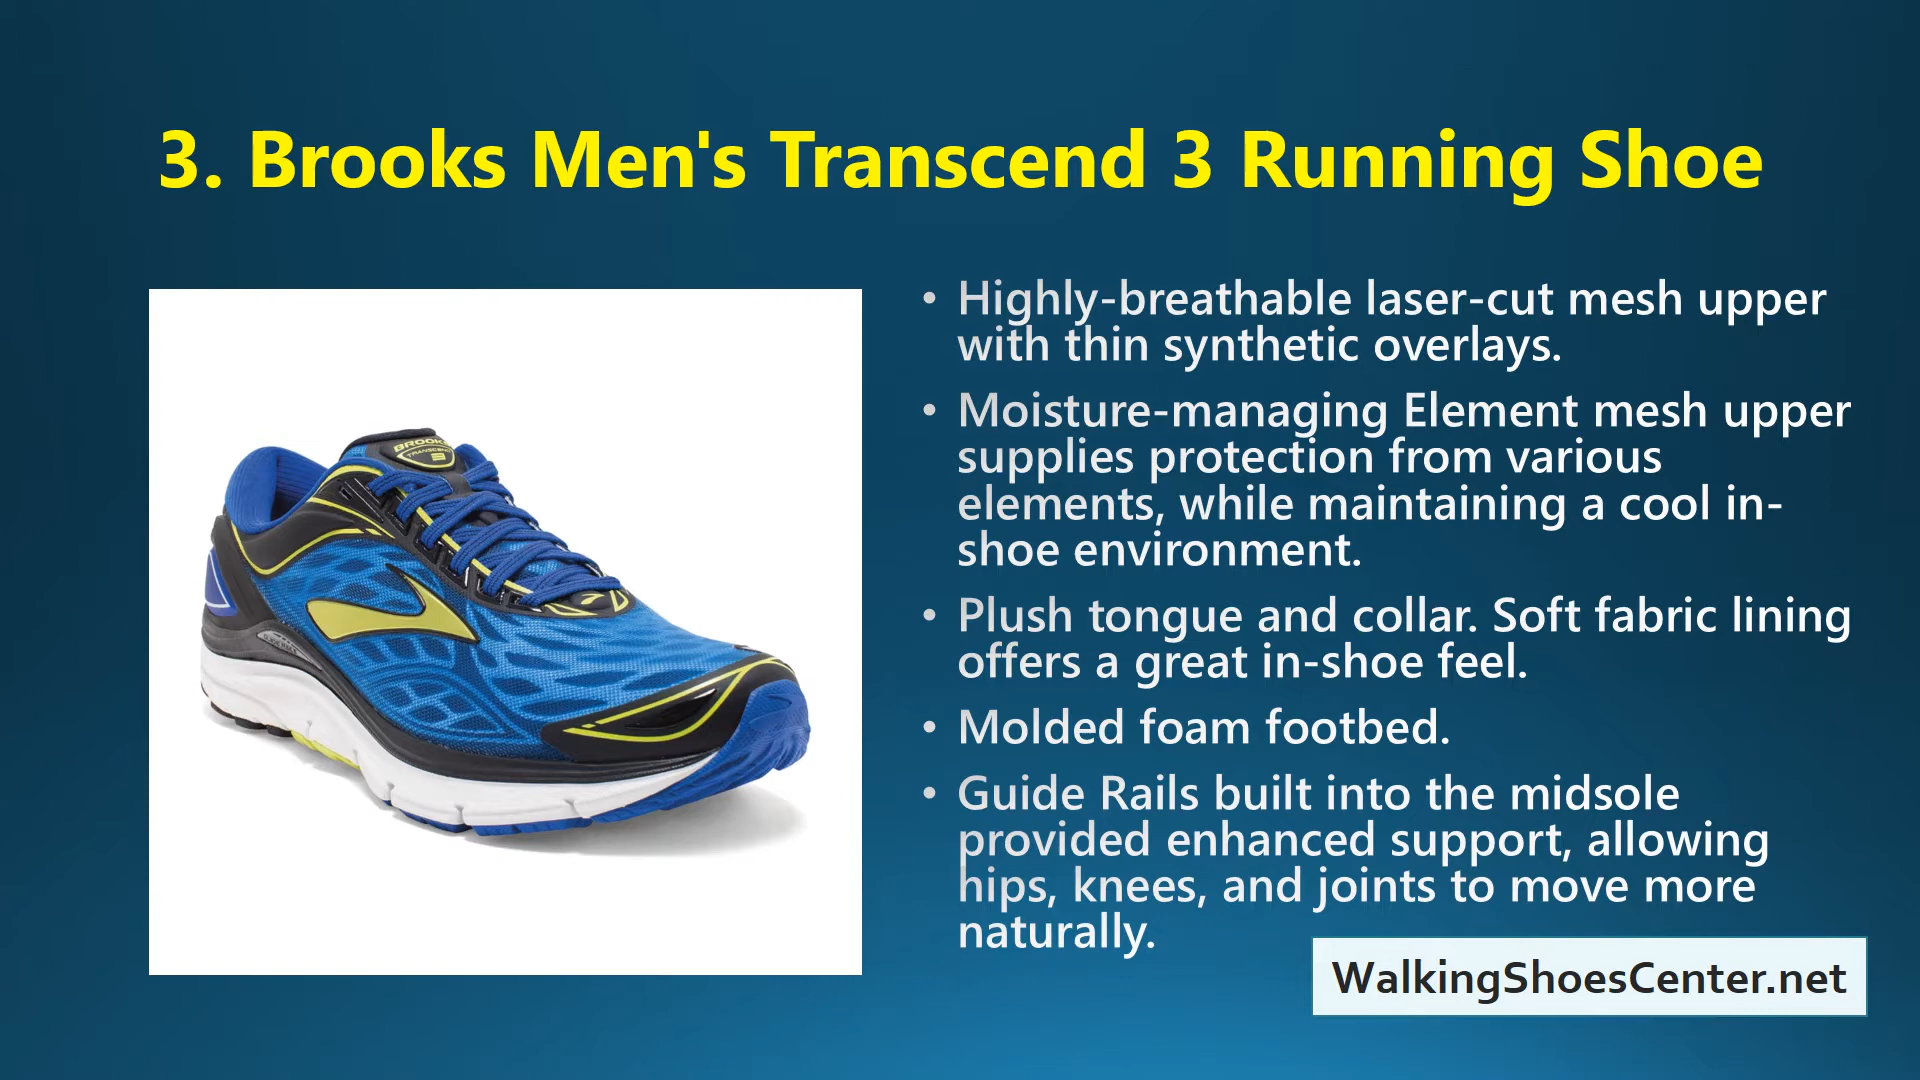 3. Brooks Men's Transcend 3 Running Shoe
• Highly-breathable laser-cut mesh upper
with thin synthetic overlays.
• Moisture-managing Element mesh upper
supplies protection from various
elements, while maintaining a cool in-
shoe environment.
• Plush tongue and collar. Soft fabric lining
offers a great in-shoe feel.
• Molded foam footbed.
• Guide Rails built into the midsole
provided enhanced support, allowing
hips, knees, and joints to move more
naturally.
WalkingShoesCenter.net
BROOKS
TRANSCEND
3